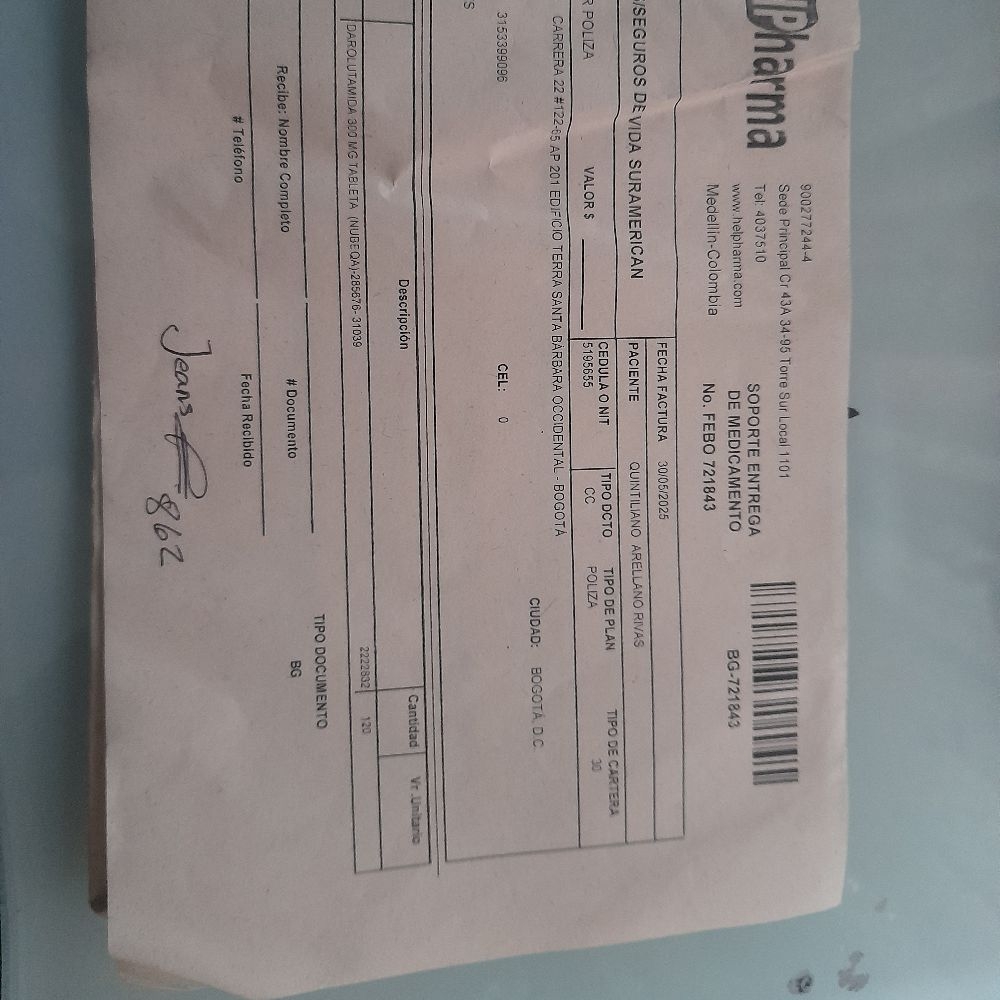 Pharma
900277244-4
Sede Principal Cr 43A 34-95 Torre Sur Local 1101
Tel: 4037510
www.helpharma.com
Medellin-Colombia
SOPORTE ENTREGA
DE MEDICAMENTO
No. FEBO 721843
BG-721843
FECHA FACTURA 30/05/2025
/SEGUROS DE VIDA SURAMERICAN
PACIENTE QUINTILIANO ARELLANO RIVAS
R POLIZA VALOR $
CEDULA O NIT TIPO DCTO TIPO DE PLAN TIPO DE CARTERA
5195655 CC POLIZA 30
CARRERA 22 #122-65 AP 201 EDIFICIO TERRA SANTA BARBARA OCCIDENTAL - BOGOTA
CIUDAD: BOGOTA, D.C.
3153399096 CEL: 0
S
Descripción Cantidad Vr .Unitario
DAROLUTAMIDA 300 MG TABLETA (NUBEQA)-285676- 31039 2222832 120
Recibe: Nombre Completo # Documento
TIPO DOCUMENTO
BG
# Teléfono Fecha Recibido
862